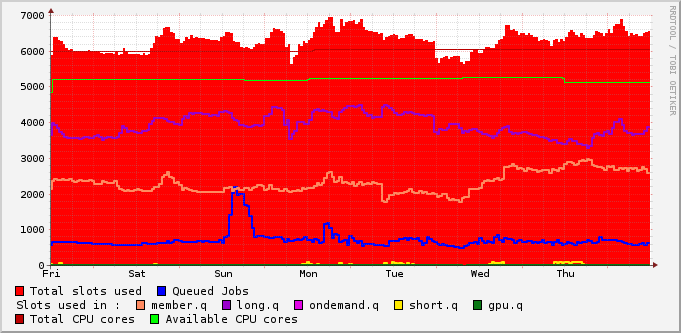 7000
6000
5000
4000
3000
2000
1000
0
Fri Sat Sun Mon Tue Wed Thu
Total slots used Queued Jobs
Slots used in : member.q long.q ondemand.q short.q gpu.q
Total CPU cores Available CPU cores
RRDTOOL / TOBI OETIKER